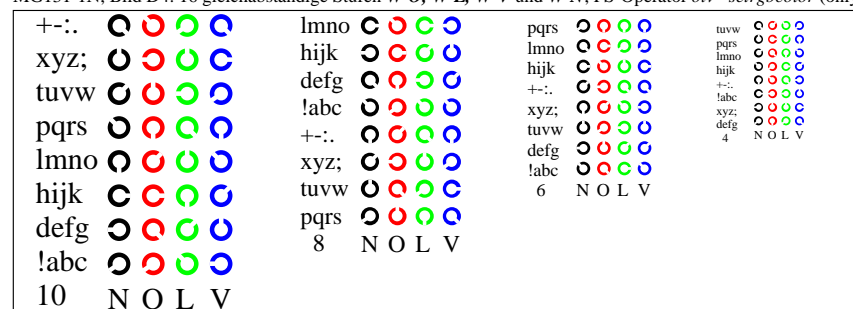 +-:.
xyz;
tuvw
pqrs
lmno
hijk
defg
!abc
10 N O L V
lmno
hijk
defg
!abc
+-:.
xyz;
tuvw
pqrs
8 N O L V
pqrs
lmno
hijk
+-:.
xyz;
tuvw
defg
!abc
6 N O L V
tuvw
pqrs
lmno
hijk
+-:.
!abc
xyz;
defg
4 N O L V